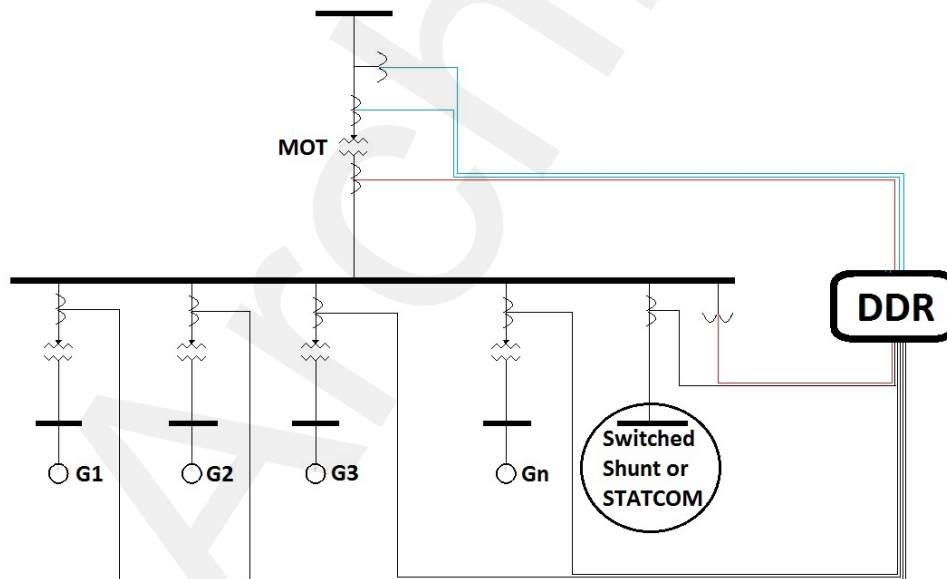 MOT
DDR
G1
G2
G3
Gn
Switched
Shunt or
STATCOM